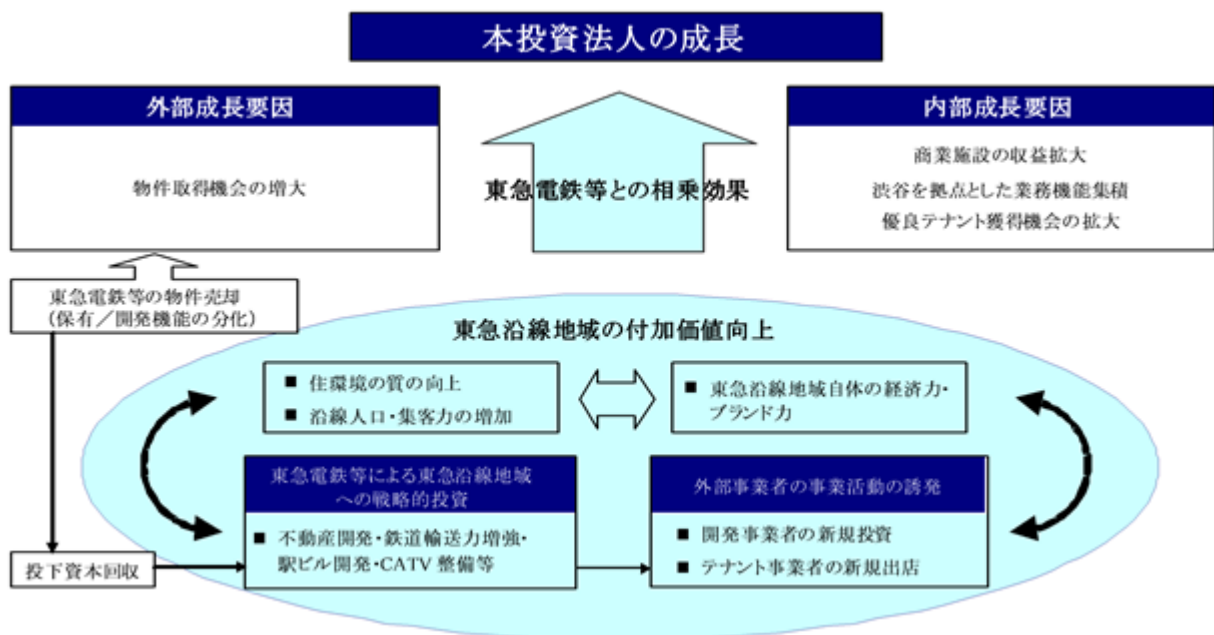 本投資法人の成長
外部成長要因
物件取得機会の増大
東急電鉄等との相乗効果
内部成長要因
商業施設の収益拡大
渋谷を拠点とした業務機能集積
優良テナント獲得機会の拡大
東急電鉄等の物件売却
(保有／開発機能の分化)
東急沿線地域の付加価値向上
■ 住環境の質の向上
■ 沿線人口・集客力の増加
■ 東急沿線地域自体の経済力・
ブランド力
東急電鉄等による東急沿線地域
への戦略的投資
■ 不動産開発・鉄道輸送力増強・
駅ビル開発・CATV 整備等
外部事業者の事業活動の誘発
■ 開発事業者の新規投資
■ テナント事業者の新規出店
投下資本回収